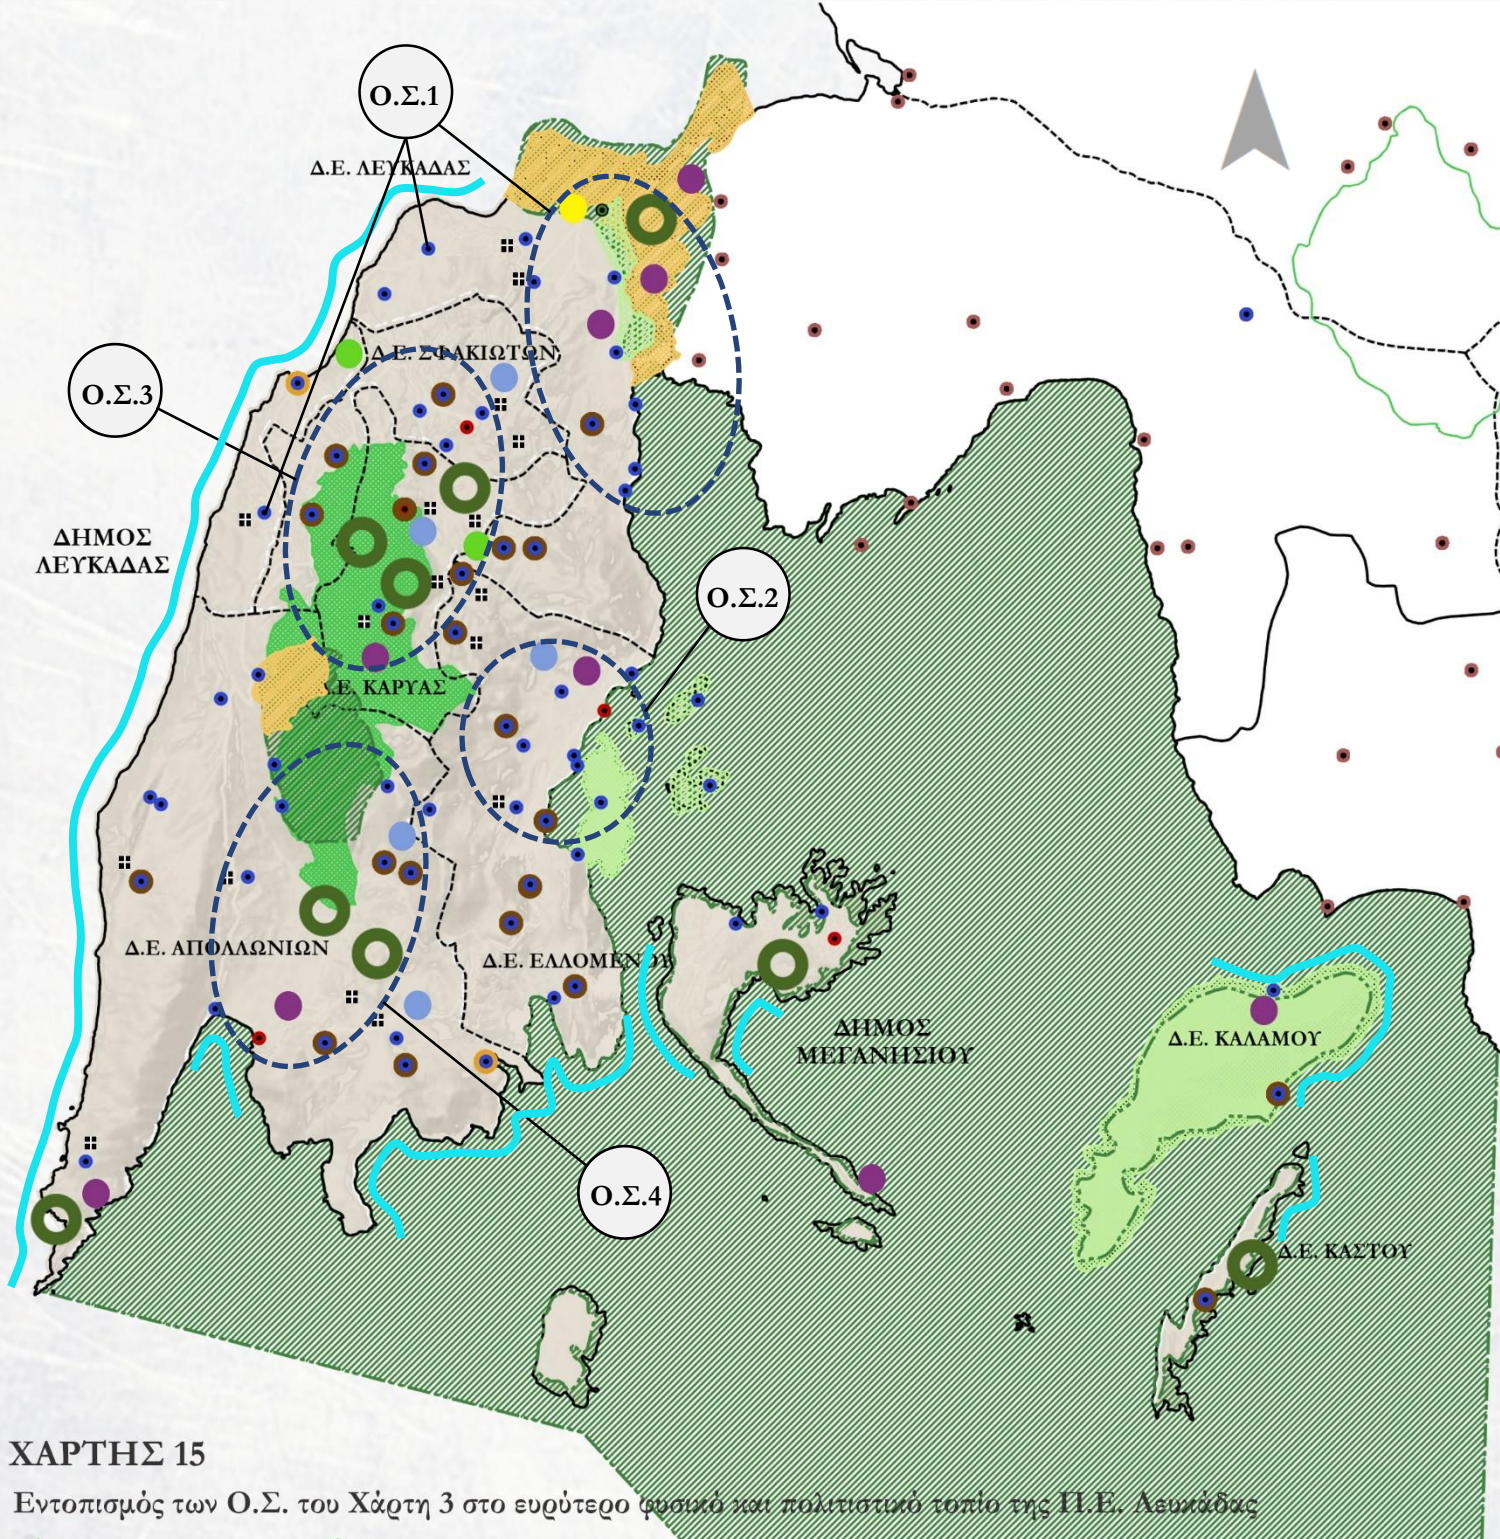 Ο.Σ.1
Δ.Ε. ΛΕΥΚΑΔΑΣ
Δ.Ε. ΣΦΑΚΙΩΤΩΝ
Ο.Σ.3
ΔΗΜΟΣ
ΛΕΥΚΑΔΑΣ
Ο.Σ.2
Δ.Ε. ΚΑΡΥΑΣ
Δ.Ε. ΑΠΟΛΛΩΝΙΩΝ
Δ.Ε. ΕΛΛΟΜΕΝΟΥ
ΔΗΜΟΣ
ΜΕΓΑΝΗΣΙΟΥ
Δ.Ε. ΚΑΛΑΜΟΥ
Ο.Σ.4
Δ.Ε. ΚΑΣΤΟΥ
ΧΑΡΤΗΣ 15
Εντοπισμός των Ο.Σ. του Χάρτη 3 στο ευρύτερο φυσικό και πολιτιστικό τοπίο της Π.Ε. Λευκάδας